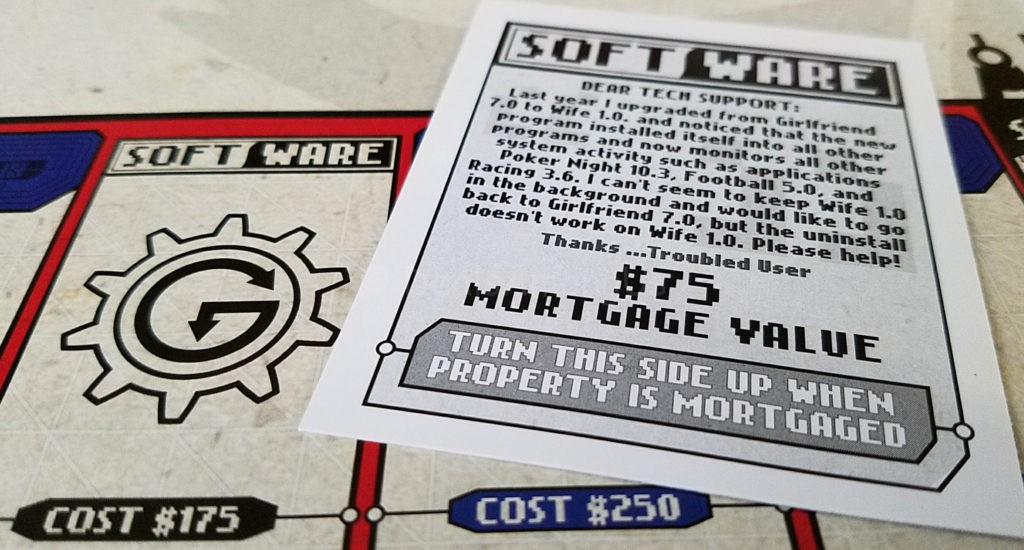 SOFTWARE
DEAR TECH SUPPORT:
Last year I upgraded from Girlfriend
7.0 to Wife 1.0. and noticed that the new
program installed itself into all other
programs and now monitors all other
system activity such as applications
Poker Night 10.3, Football 5.0, and
Racing 3.6. I can't seem to keep Wife 1.0
in the background and would like to go
back to Girlfriend 7.0, but the uninstall
doesn't work on Wife 1.0. Please help!
Thanks ...Troubled User
$75
MORTGAGE VALUE
TURN THIS SIDE UP WHEN
PROPERTY IS MORTGAGED
SOFTWARE
COST $175
COST $250